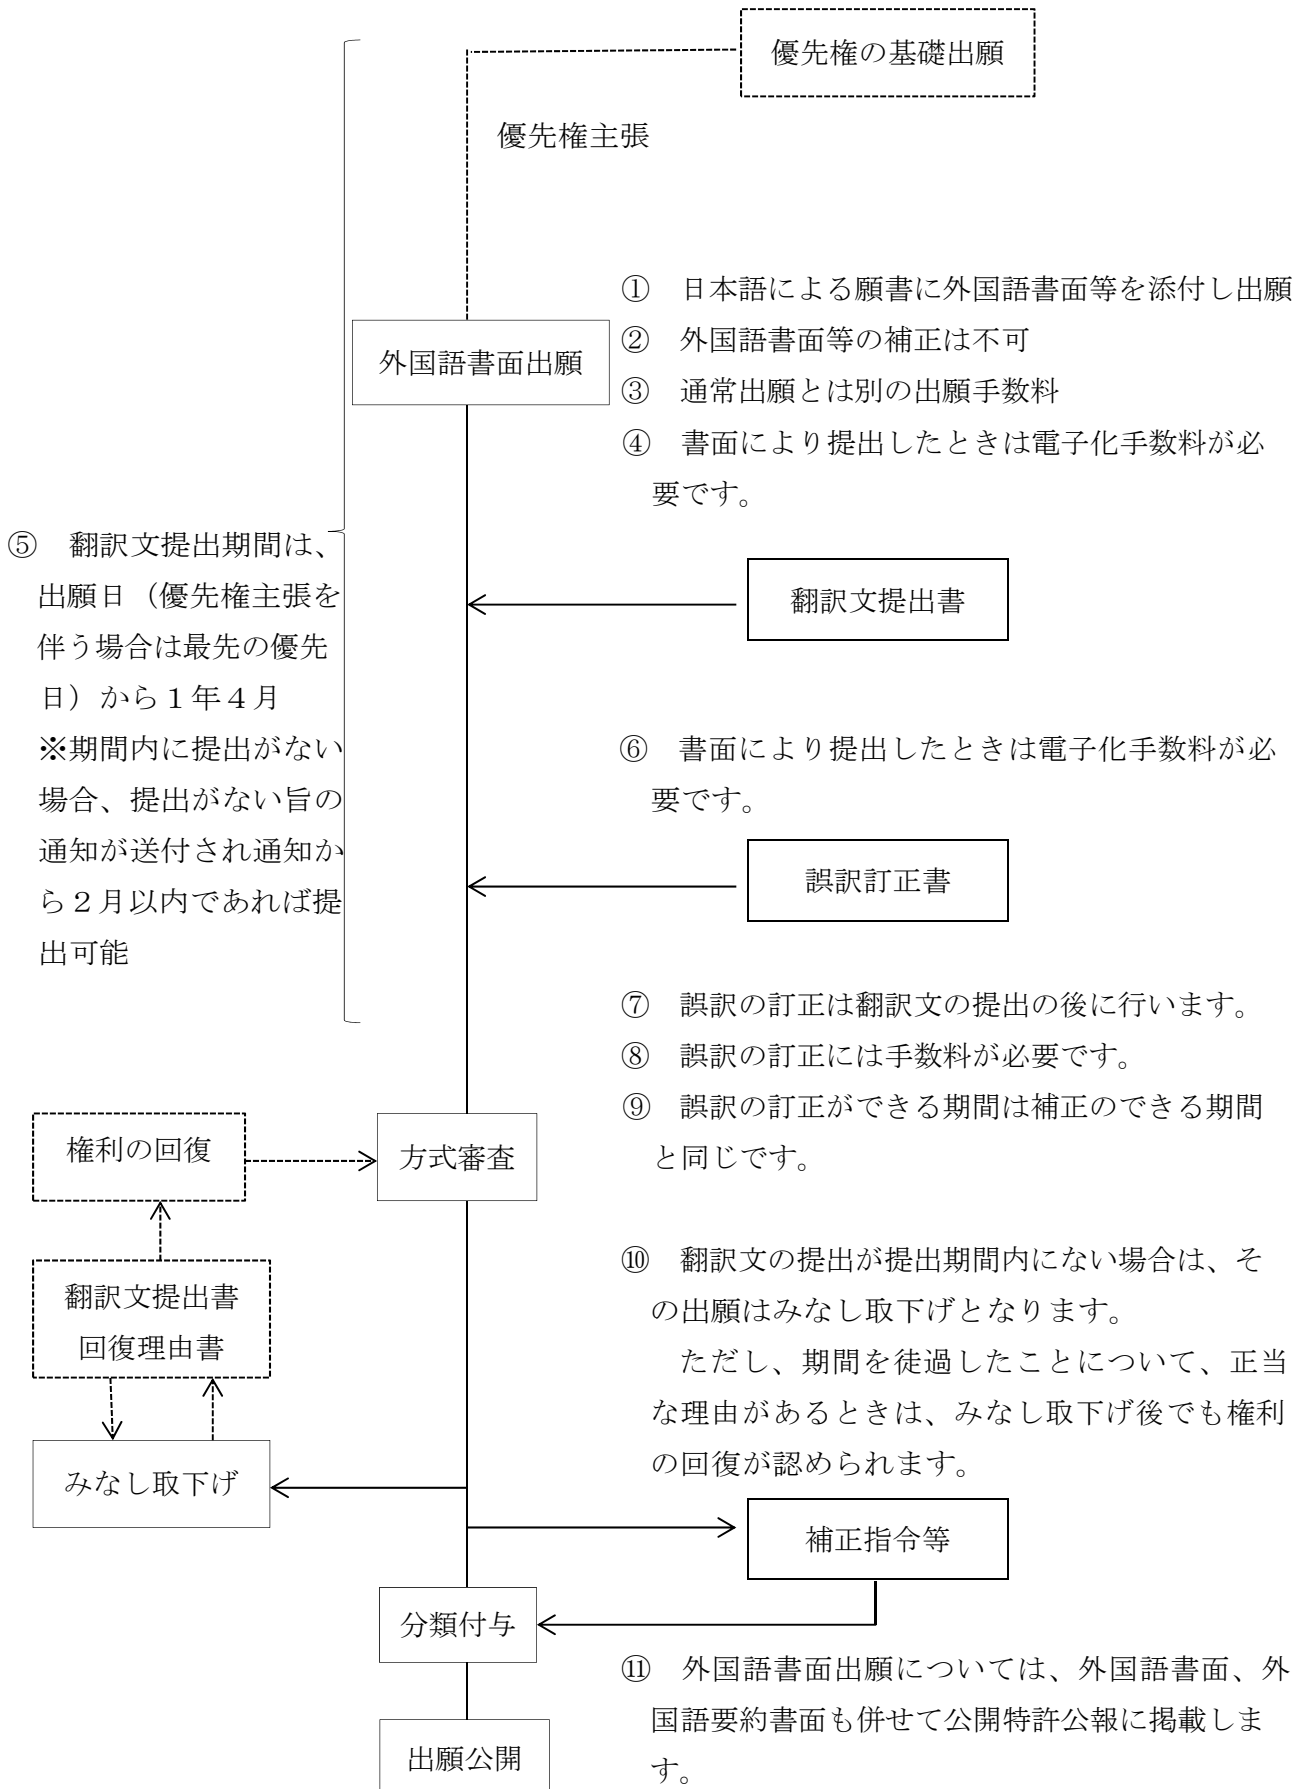 優先権の基礎出願
優先権主張
① 日本語による願書に外国語書面等を添付し出願
外国語書面出願
② 外国語書面等の補正は不可
③ 通常出願とは別の出願手数料
④ 書面により提出したときは電子化手数料が必
要です。
⑤ 翻訳文提出期間は、
出願日（優先権主張を
伴う場合は最先の優先
日）から１年４月
※期間内に提出がない
場合、提出がない旨の
通知が送付され通知か
ら２月以内であれば提
出可能
翻訳文提出書
⑥ 書面により提出したときは電子化手数料が必
要です。
誤訳訂正書
⑦ 誤訳の訂正は翻訳文の提出の後に行います。
⑧ 誤訳の訂正には手数料が必要です。
⑨ 誤訳の訂正ができる期間は補正のできる期間
と同じです。
権利の回復
方式審査
翻訳文提出書
回復理由書
⑩ 翻訳文の提出が提出期間内にない場合は、そ
の出願はみなし取下げとなります。
ただし、期間を徒過したことについて、正当
な理由があるときは、みなし取下げ後でも権利
の回復が認められます。
みなし取下げ
補正指令等
分類付与
⑪ 外国語書面出願については、外国語書面、外
国語要約書面も併せて公開特許公報に掲載しま
す。
出願公開